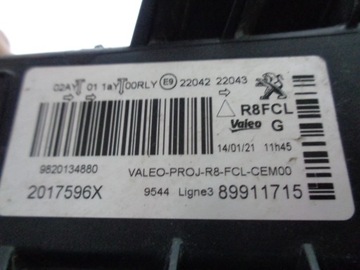 02AY 01 1aY 00RLY E9 22042 22043
R8FCL
Valeo G
14/01/21 11h45
9820134880 VALEO-PROJ-R8-FCL-CEM00
2017596X 9544 Ligne3 89911715